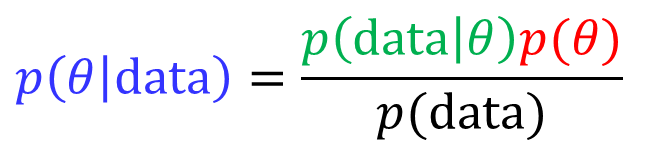 p(θ|data) = p(data|θ)p(θ) / p(data)